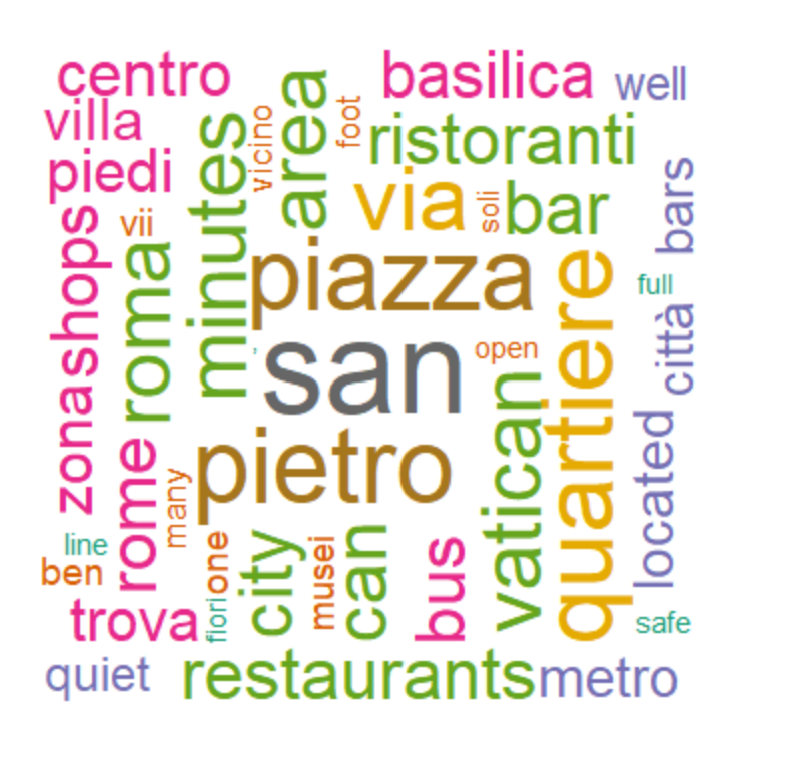 centro
basilica
well
villa
area
foot
vicino
minutes
ristoranti
piedi
via
soli
bar
bars
vii
shops
roma
piazza
quartiere
full
città
san
open
zona
vatican
located
rome
many
pietro
line
ben
one
city
musei
can
bus
trova
fiori
safe
quiet
restaurants
metro